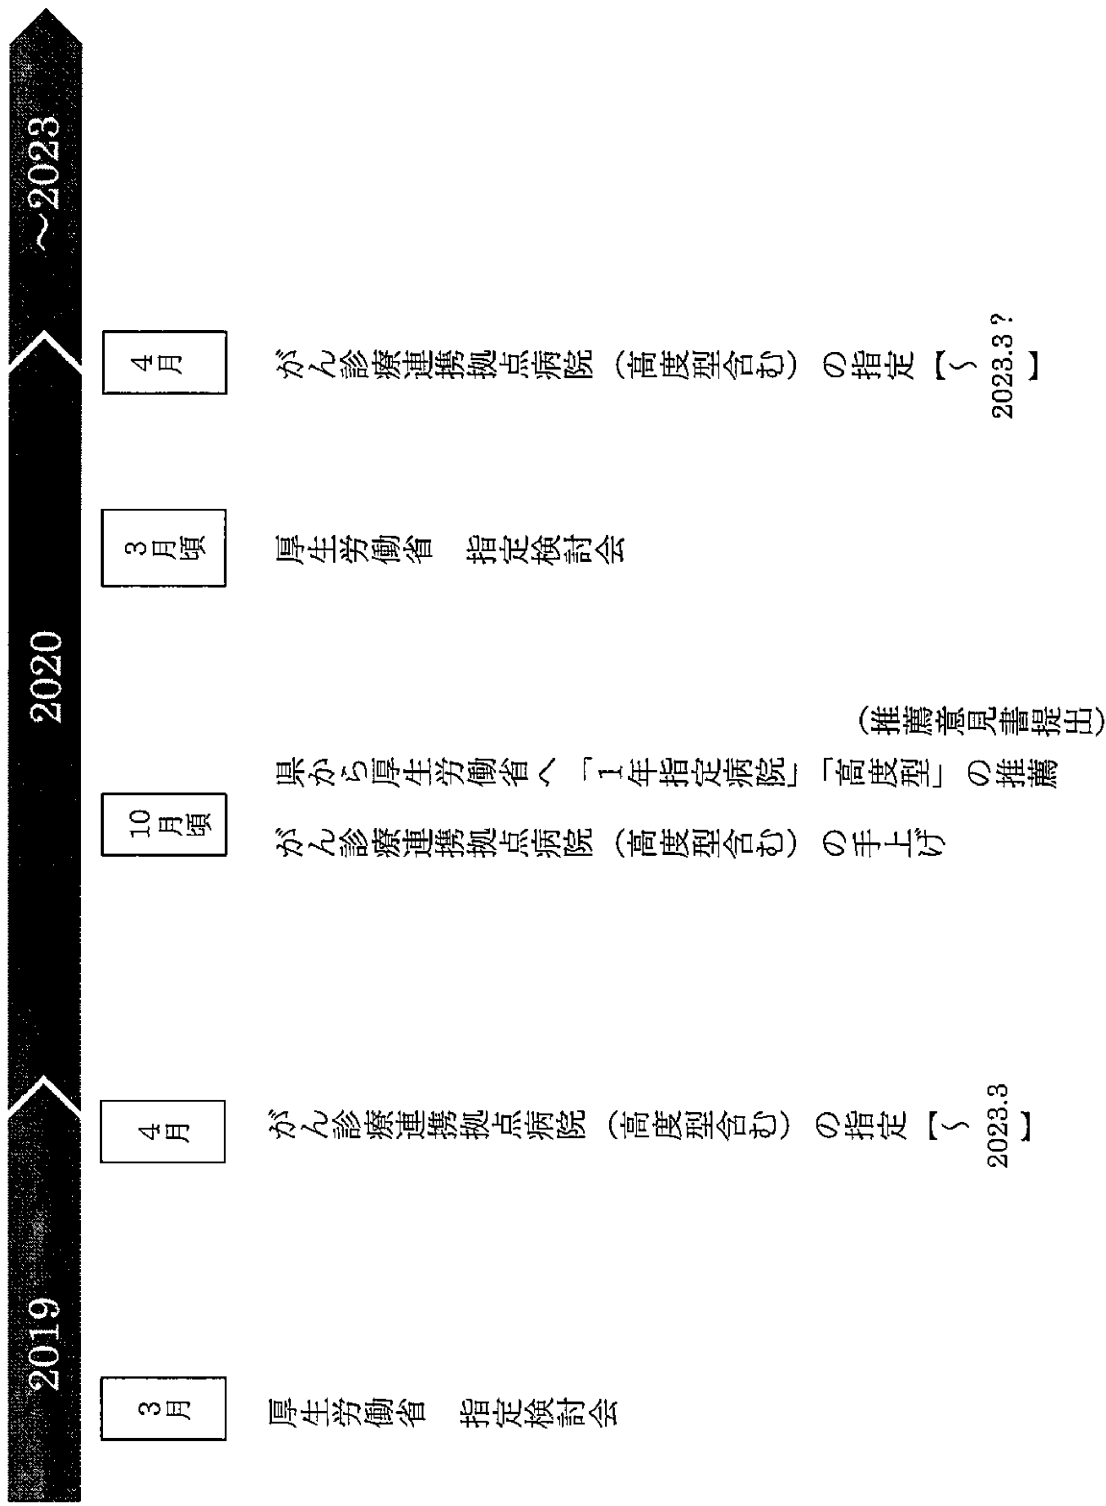 2019
2020
～2023
3月
厚生労働省　指定検討会
4月
がん診療連携拠点病院（高度型含む）の指定【～2023.3】
10月頃
がん診療連携拠点病院（高度型含む）の手上げ
県から厚生労働省へ「1年指定病院」「高度型」の推薦
（推薦意見書提出）
3月頃
厚生労働省　指定検討会
4月
がん診療連携拠点病院（高度型含む）の指定【～2023.3？】